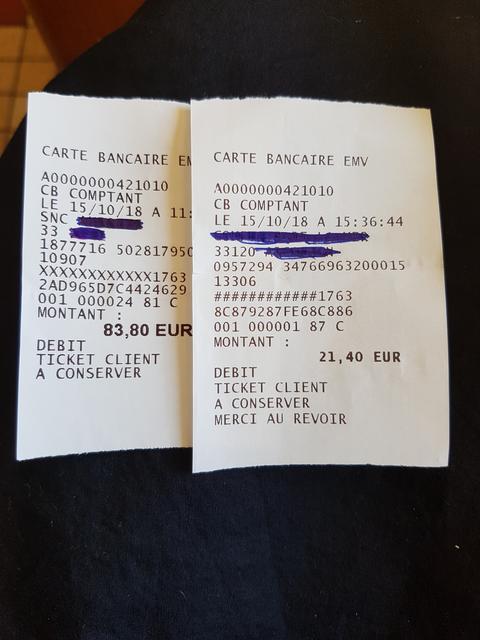 CARTE BANCAIRE EM
A0000000421010
CB COMPTANT
LE 15/10/18 A 11:
SNC
33
1877716 502817950
10907
XXXXXXXXXXXX1763
2AD965D7C4424629
001 000024 81 C
MONTANT :
83,80 EUR
DEBIT
TICKET CLIENT
A CONSERVER
CARTE BANCAIRE EMV
A0000000421010
CB COMPTANT
LE 15/10/18 A 15:36:44
33120
0957294 34766963200015
13306
############1763
8C879287FE68C886
001 000001 87 C
MONTANT :
21,40 EUR
DEBIT
TICKET CLIENT
A CONSERVER
MERCI AU REVOIR